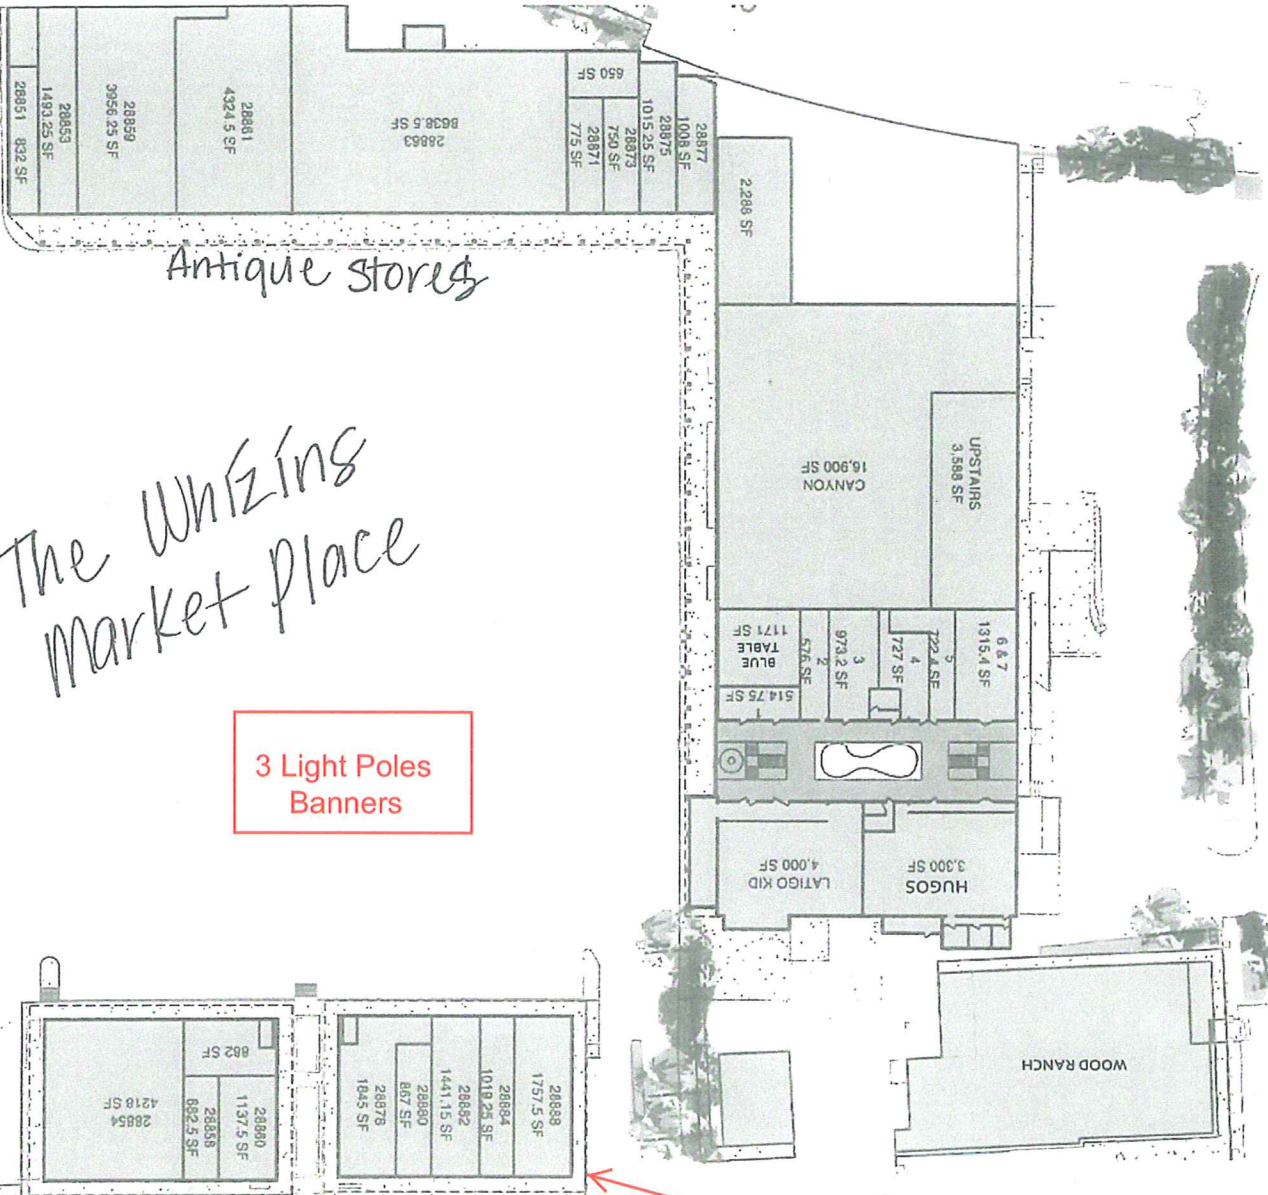 28851 832 SF
28853
1493.25 SF
28859
3956.25 SF
28861
4324.5 SF
28863
8638.5 SF
650 SF
28871
775 SF
28873
750 SF
28875
1015.25 SF
28877
1008 SF
2,286 SF
Antique stores
The Whizins
Market Place
CANYON
16,900 SF
UPSTAIRS
3,588 SF
BLUE
TABLE
1171 SF
1
514.75 SF
2
576 SF
3
973.2 SF
4
727 SF
5
722.4 SF
6 & 7
1315.4 SF
3 Light Poles
Banners
LATIGO KID
4,000 SF
HUGOS
3,300 SF
WOOD RANCH
28854
4218 SF
882 SF
28858
682.5 SF
28860
1137.5 SF
28878
1845 SF
28880
867 SF
28882
1441.15 SF
28884
1019.25 SF
28888
1757.5 SF